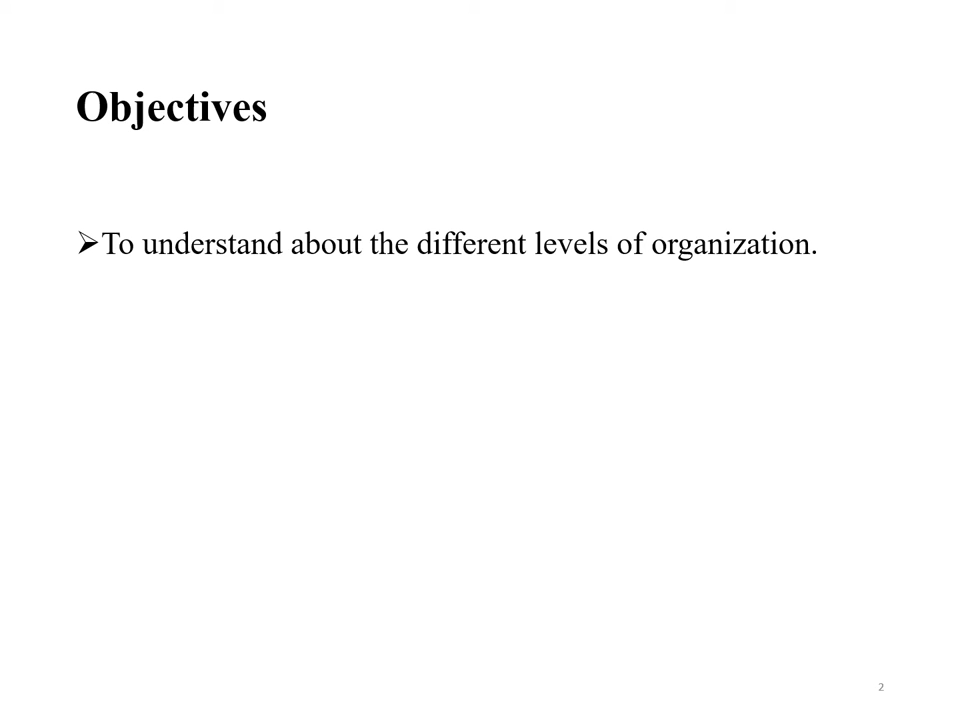 Objectives
➢To understand about the different levels of organization.
2